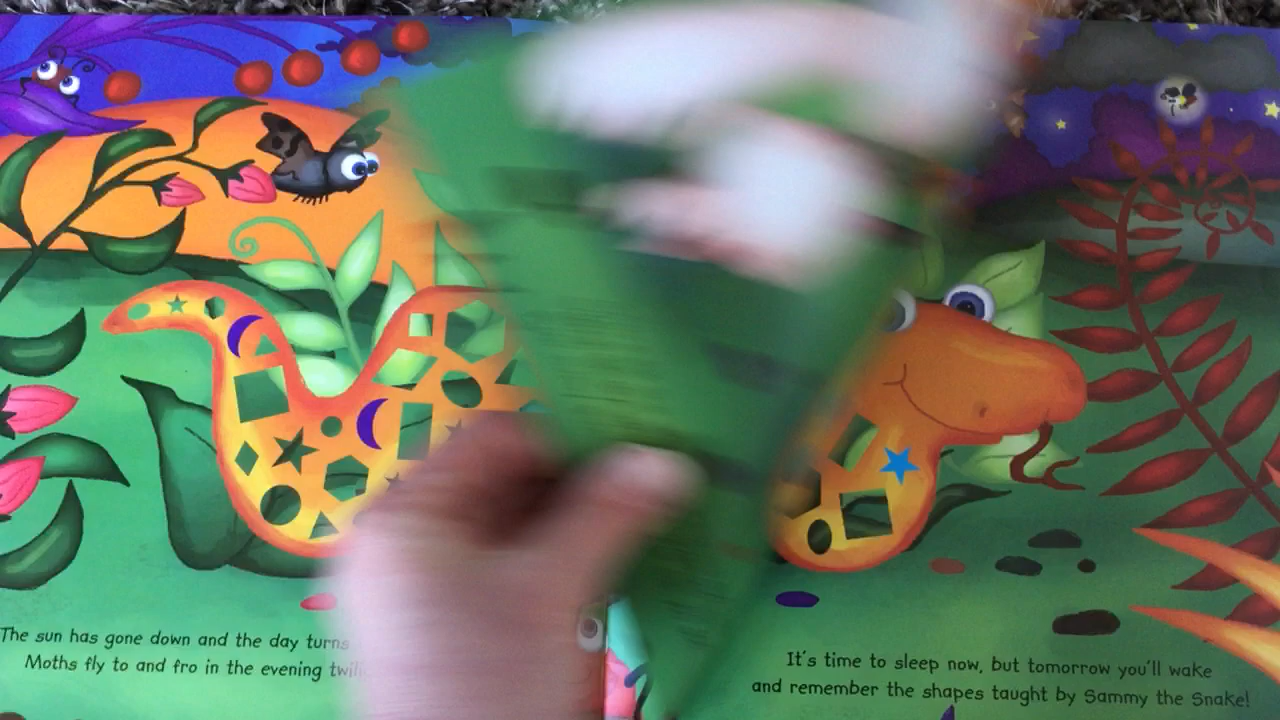 The sun has gone down and the day turns
Moths fly to and fro in the evening
It's time to sleep now, but tomorrow you'll wake
and remember the shapes taught by Sammy the Snake!